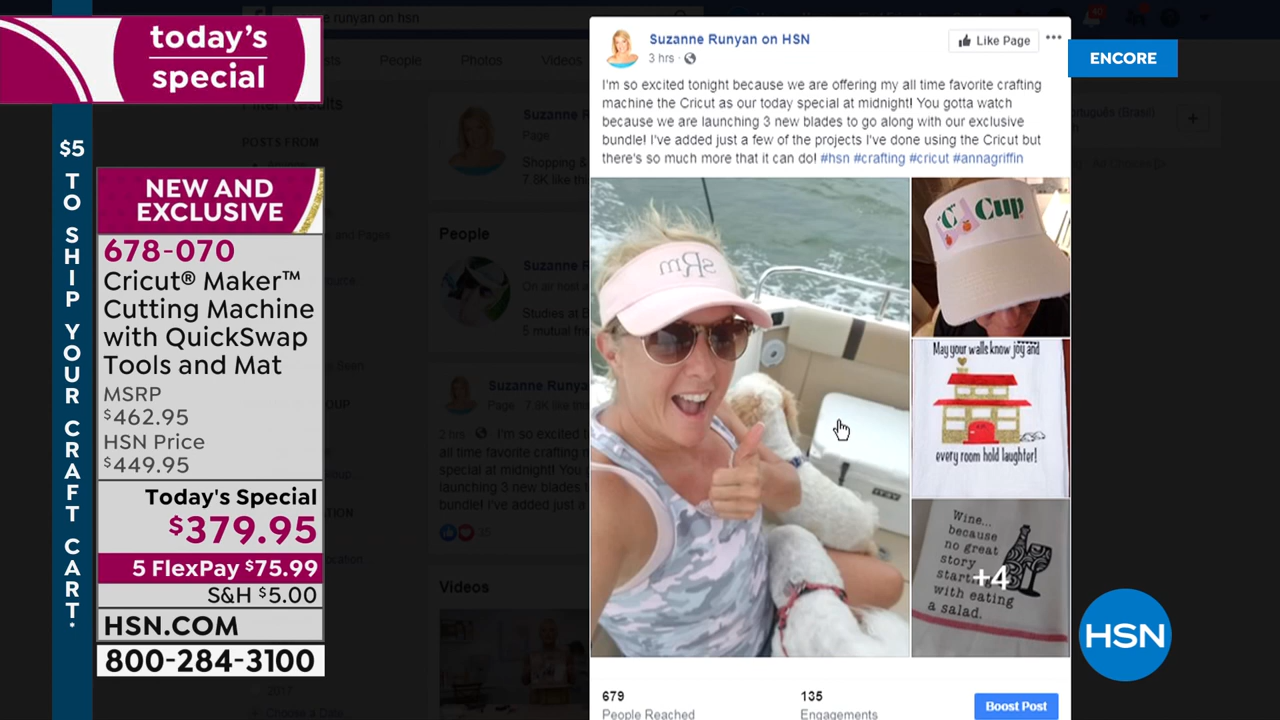 today's
special
$5
TO SHIP YOUR CRAFT CART.*
NEW AND
EXCLUSIVE
678-070
Cricut® Maker™
Cutting Machine
with QuickSwap
Tools and Mat
MSRP
$462.95
HSN Price
$449.95
Today's Special
$379.95
5 FlexPay $75.99
S&H $5.00
HSN.COM
800-284-3100
e runyan on hsn
People
Photos
Videos
POSTS FROM
People
Videos
Suzanne Runyan on HSN
3 hrs
Like Page
I'm so excited tonight because we are offering my all time favorite crafting
machine the Cricut as our today special at midnight! You gotta watch
because we are launching 3 new blades to go along with our exclusive
bundle! I've added just a few of the projects I've done using the Cricut but
there's so much more that it can do! #hsn #crafting #cricut #annagriffin
sRm
"C" Cup
May your walls know joy and
every room hold laughter!
Wine...
because
no great
story
with eating
a salad.
+4
679
People Reached
135
Engagements
Boost Post
ENCORE
HSN